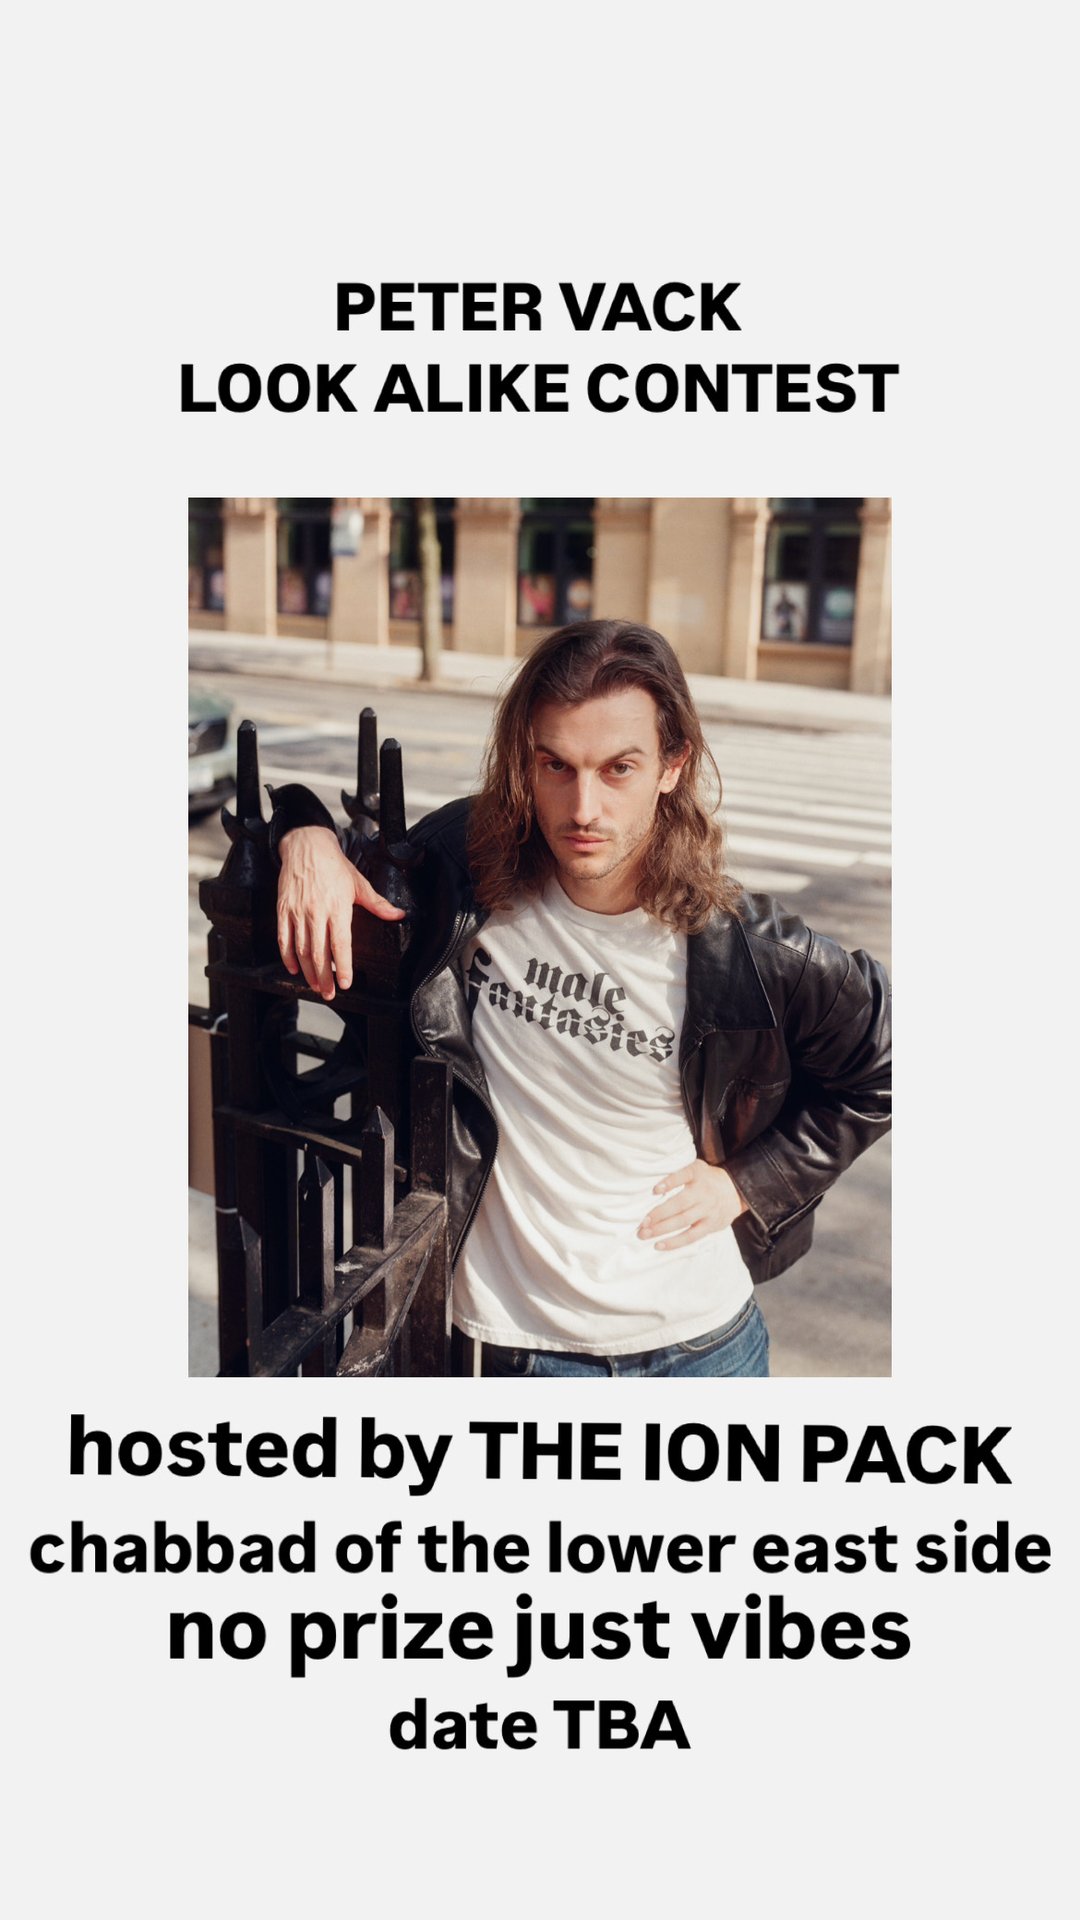 PETER VACK
LOOK ALIKE CONTEST
male
fantasies
hosted by THE ION PACK
chabbad of the lower east side
no prize just vibes
date TBA